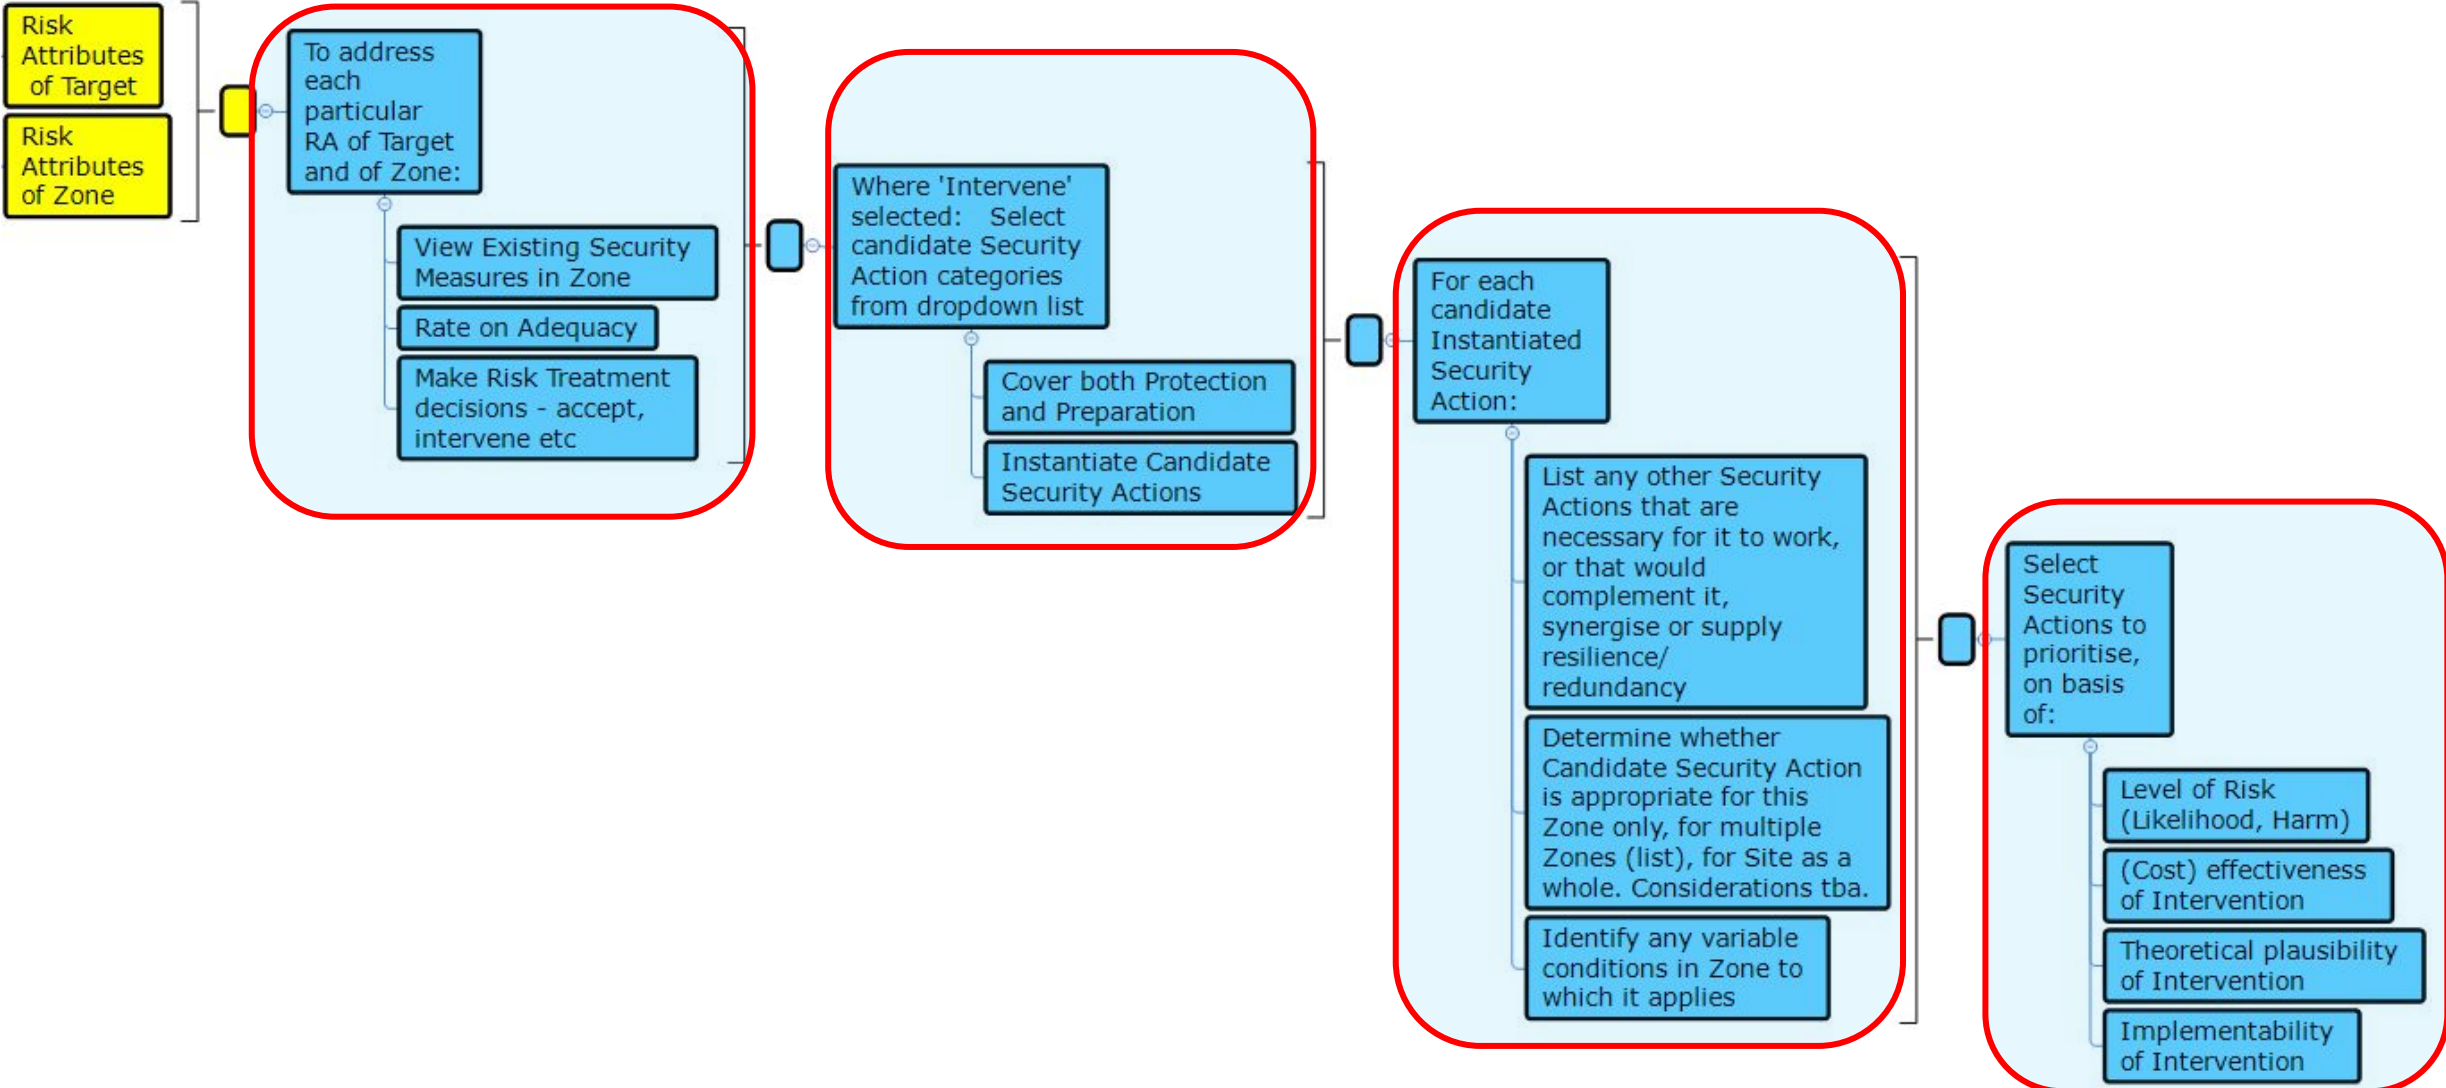 Risk
Attributes
of Target
Risk
Attributes
of Zone
To address
each
particular
RA of Target
and of Zone:
View Existing Security
Measures in Zone
Rate on Adequacy
Make Risk Treatment
decisions - accept,
intervene etc
Where 'Intervene'
selected: Select
candidate Security
Action categories
from dropdown list
Cover both Protection
and Preparation
Instantiate Candidate
Security Actions
For each
candidate
Instantiated
Security
Action:
List any other Security
Actions that are
necessary for it to work,
or that would
complement it,
synergise or supply
resilience/
redundancy
Determine whether
Candidate Security Action
is appropriate for this
Zone only, for multiple
Zones (list), for Site as a
whole. Considerations tba.
Identify any variable
conditions in Zone to
which it applies
Select
Security
Actions to
prioritise,
on basis
of:
Level of Risk
(Likelihood, Harm)
(Cost) effectiveness
of Intervention
Theoretical plausibility
of Intervention
Implementability
of Intervention